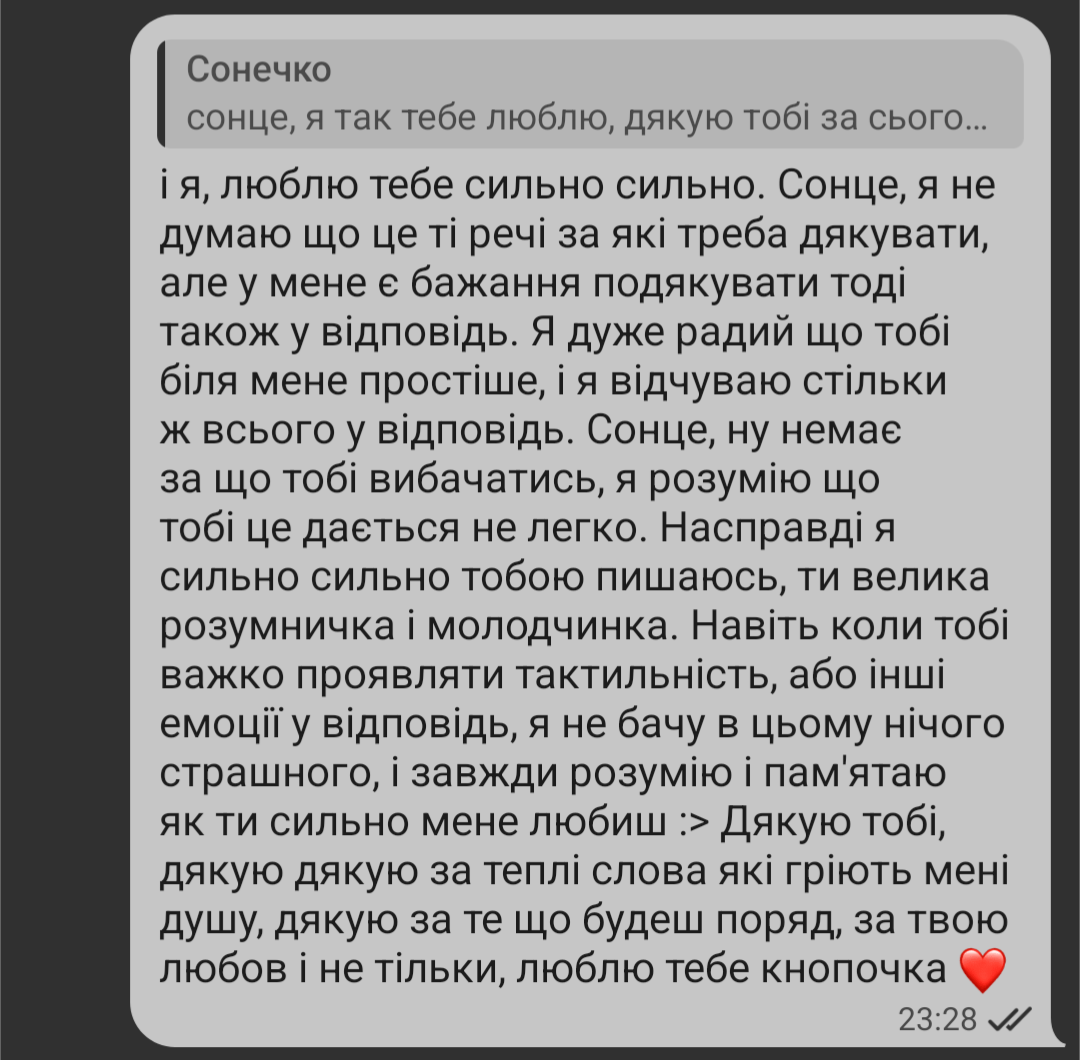 Сонечко
сонце, я так тебе люблю, дякую тобі за сього...
і я, люблю тебе сильно сильно. Сонце, я не
думаю що це ті речі за які треба дякувати,
але у мене є бажання подякувати тоді
також у відповідь. Я дуже радий що тобі
біля мене простіше, і я відчуваю стільки
ж всього у відповідь. Сонце, ну немає
за що тобі вибачатись, я розумію що
тобі це дається не легко. Насправді я
сильно сильно тобою пишаюсь, ти велика
розумничка і молодчинка. Навіть коли тобі
важко проявляти тактильність, або інші
емоції у відповідь, я не бачу в цьому нічого
страшного, і завжди розумію і пам'ятаю
як ти сильно мене любиш :> Дякую тобі,
дякую дякую за теплі слова які гріють мені
душу, дякую за те що будеш поряд, за твою
любов і не тільки, люблю тебе кнопочка ❤️
23:28